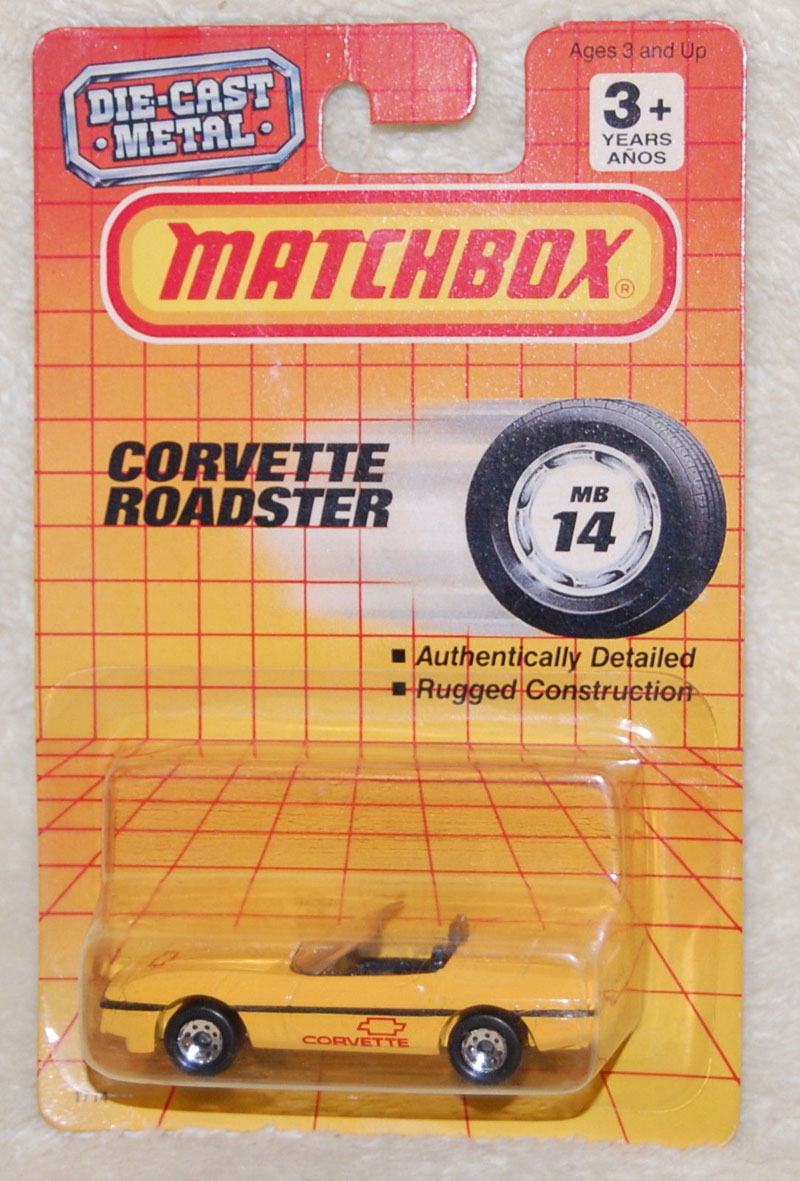 Ages 3 and Up
DIE-CAST
• METAL •
3+
YEARS
AÑOS
MATCHBOX®
CORVETTE
ROADSTER
MB
14
■ Authentically Detailed
■ Rugged Construction
CORVETTE